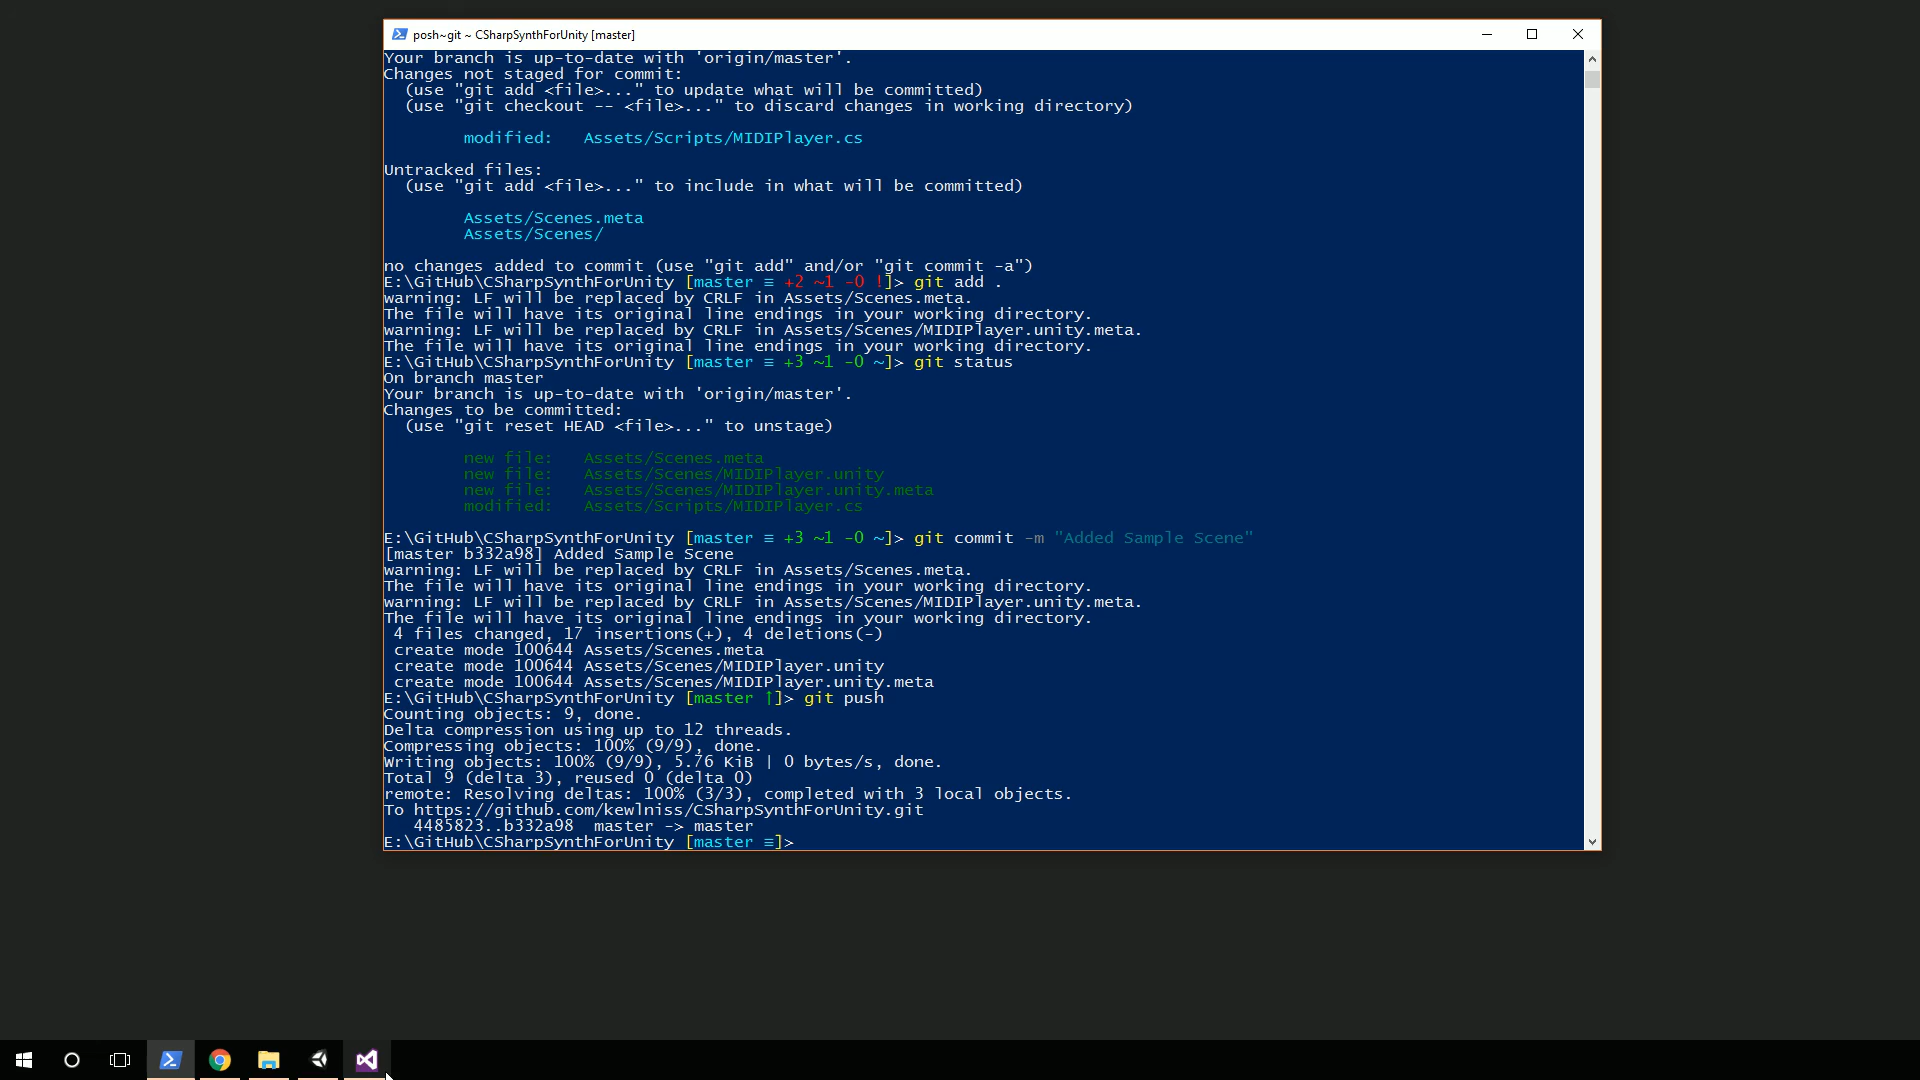 posh~git ~ CSharpSynthForUnity [master]
Your branch is up-to-date with 'origin/master'.
Changes not staged for commit:
  (use "git add <file>..." to update what will be committed)
  (use "git checkout -- <file>..." to discard changes in working directory)
        modified:   Assets/Scripts/MIDIPlayer.cs
Untracked files:
  (use "git add <file>..." to include in what will be committed)
        Assets/Scenes.meta
        Assets/Scenes/
no changes added to commit (use "git add" and/or "git commit -a")
E:\GitHub\CSharpSynthForUnity [master ≡ +2 ~1 -0 !]> git add .
warning: LF will be replaced by CRLF in Assets/Scenes.meta.
The file will have its original line endings in your working directory.
warning: LF will be replaced by CRLF in Assets/Scenes/MIDIPlayer.unity.meta.
The file will have its original line endings in your working directory.
E:\GitHub\CSharpSynthForUnity [master ≡ +3 ~1 -0 ~]> git status
On branch master
Your branch is up-to-date with 'origin/master'.
Changes to be committed:
  (use "git reset HEAD <file>..." to unstage)
        new file:   Assets/Scenes.meta
        new file:   Assets/Scenes/MIDIPlayer.unity
        new file:   Assets/Scenes/MIDIPlayer.unity.meta
        modified:   Assets/Scripts/MIDIPlayer.cs
E:\GitHub\CSharpSynthForUnity [master ≡ +3 ~1 -0 ~]> git commit -m "Added Sample Scene"
[master b332a98] Added Sample Scene
warning: LF will be replaced by CRLF in Assets/Scenes.meta.
The file will have its original line endings in your working directory.
warning: LF will be replaced by CRLF in Assets/Scenes/MIDIPlayer.unity.meta.
The file will have its original line endings in your working directory.
 4 files changed, 17 insertions(+), 4 deletions(-)
 create mode 100644 Assets/Scenes.meta
 create mode 100644 Assets/Scenes/MIDIPlayer.unity
 create mode 100644 Assets/Scenes/MIDIPlayer.unity.meta
E:\GitHub\CSharpSynthForUnity [master ↑]> git push
Counting objects: 9, done.
Delta compression using up to 12 threads.
Compressing objects: 100% (9/9), done.
Writing objects: 100% (9/9), 5.76 KiB | 0 bytes/s, done.
Total 9 (delta 3), reused 0 (delta 0)
remote: Resolving deltas: 100% (3/3), completed with 3 local objects.
To https://github.com/kewlniss/CSharpSynthForUnity.git
   4485823..b332a98  master -> master
E:\GitHub\CSharpSynthForUnity [master ≡]>